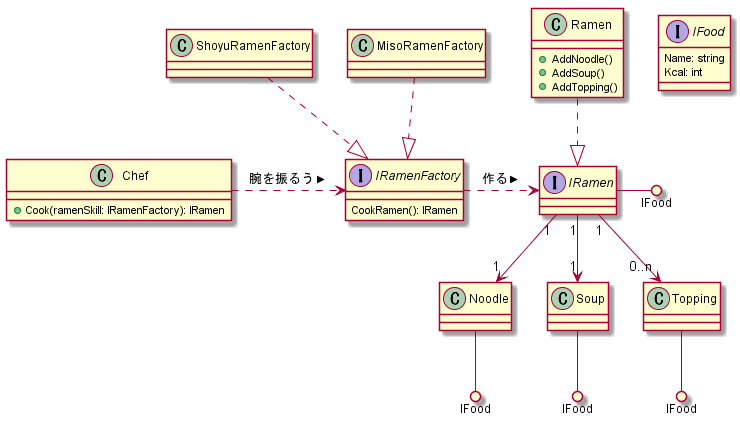 C ShoyuRamenFactory
C MisoRamenFactory
C Ramen
AddNoodle()
AddSoup()
AddTopping()
I IFood
Name: string
Kcal: int
C Chef
Cook(ramenSkill: IRamenFactory): IRamen
腕を振るう
I IRamenFactory
CookRamen(): IRamen
作る
I IRamen
IFood
1
1
1
1
1
0..n
C Noodle
C Soup
C Topping
IFood
IFood
IFood